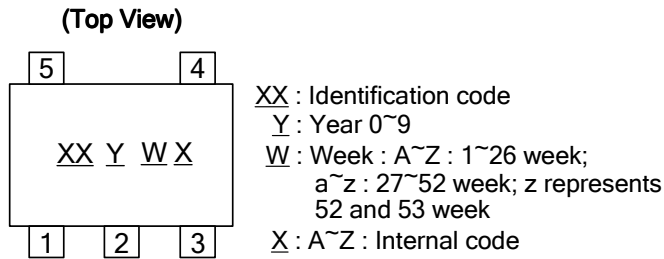 (Top View)
5 4
XX Y W X
1 2 3
XX : Identification code
Y : Year 0~9
W : Week : A~Z : 1~26 week;
a~z : 27~52 week; z represents
52 and 53 week
X : A~Z : Internal code